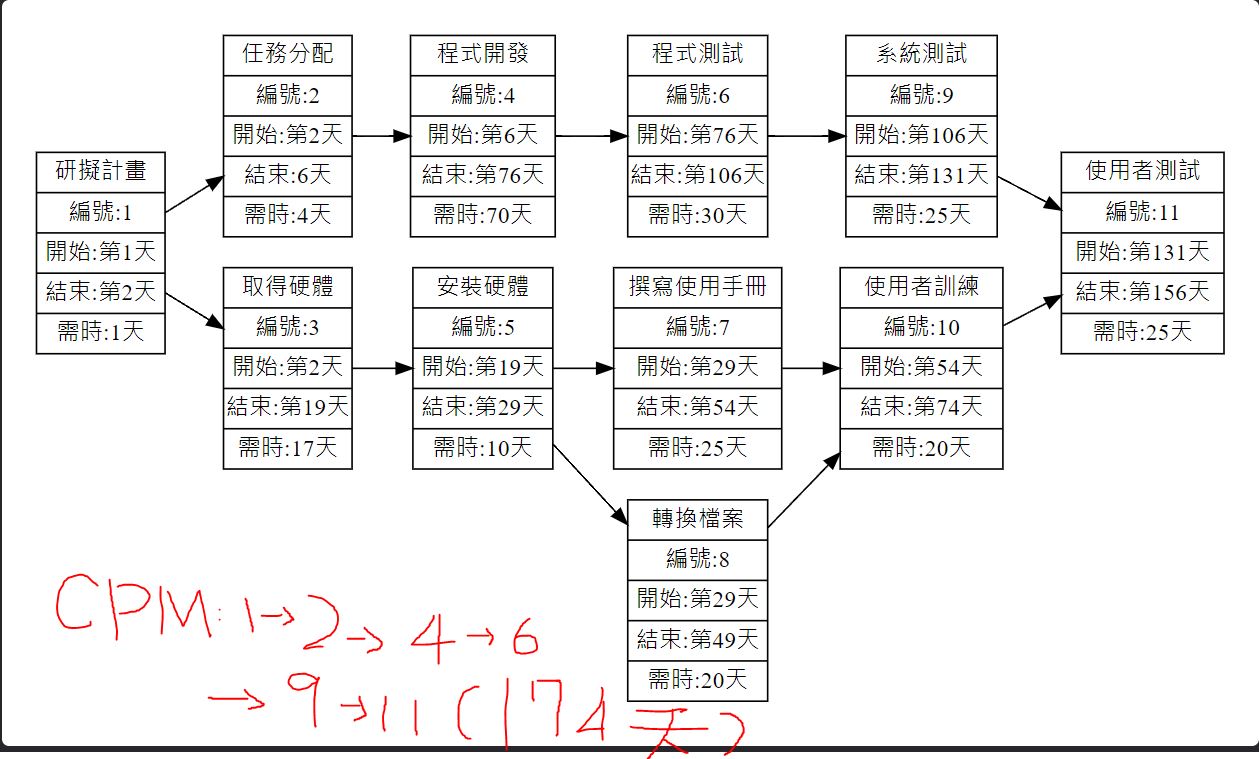 研擬計畫
編號:1
開始:第1天
結束:第2天
需時:1天
任務分配
編號:2
開始:第2天
結束:6天
需時:4天
程式開發
編號:4
開始:第6天
結束:第76天
需時:70天
程式測試
編號:6
開始:第76天
結束:第106天
需時:30天
系統測試
編號:9
開始:第106天
結束:第131天
需時:25天
取得硬體
編號:3
開始:第2天
結束:第19天
需時:17天
安裝硬體
編號:5
開始:第19天
結束:第29天
需時:10天
撰寫使用手冊
編號:7
開始:第29天
結束:第54天
需時:25天
轉換檔案
編號:8
開始:第29天
結束:第49天
需時:20天
使用者訓練
編號:10
開始:第54天
結束:第74天
需時:20天
使用者測試
編號:11
開始:第131天
結束:第156天
需時:25天
CPM:1→2→4→6
→9→11(174天)